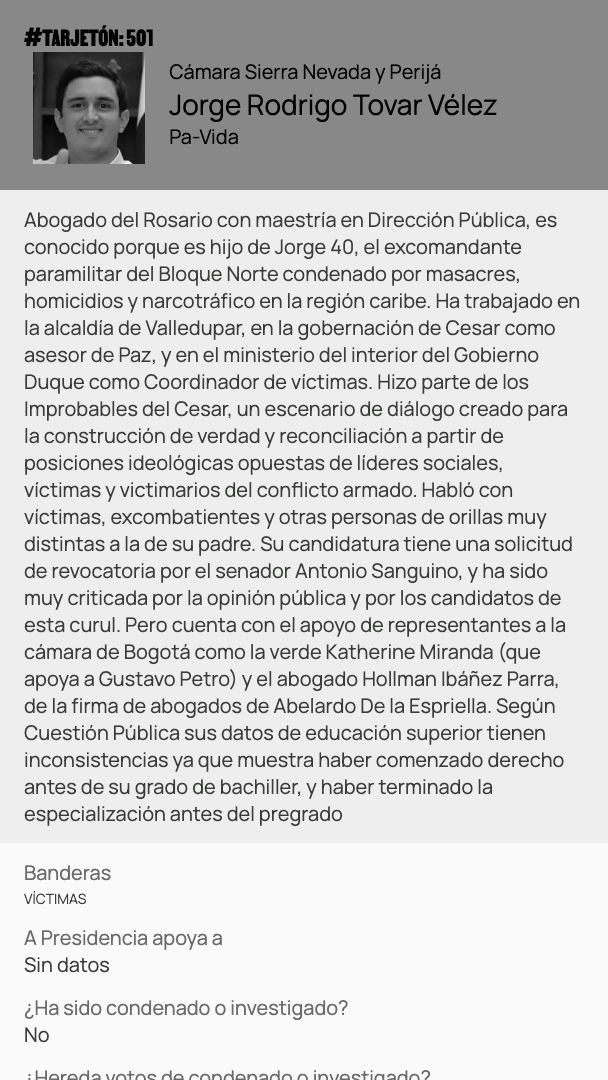 #TARJETÓN: 501
Cámara Sierra Nevada y Perijá
Jorge Rodrigo Tovar Vélez
Pa-Vida
Abogado del Rosario con maestría en Dirección Pública, es
conocido porque es hijo de Jorge 40, el excomandante
paramilitar del Bloque Norte condenado por masacres,
homicidios y narcotráfico en la región caribe. Ha trabajado en
la alcaldía de Valledupar, en la gobernación de Cesar como
asesor de Paz, y en el ministerio del interior del Gobierno
Duque como Coordinador de víctimas. Hizo parte de los
Improbables del Cesar, un escenario de diálogo creado para
la construcción de verdad y reconciliación a partir de
posiciones ideológicas opuestas de líderes sociales,
víctimas y victimarios del conflicto armado. Habló con
víctimas, excombatientes y otras personas de orillas muy
distintas a la de su padre. Su candidatura tiene una solicitud
de revocatoria por el senador Antonio Sanguino, y ha sido
muy criticada por la opinión pública y por los candidatos de
esta curul. Pero cuenta con el apoyo de representantes a la
cámara de Bogotá como la verde Katherine Miranda (que
apoya a Gustavo Petro) y el abogado Hollman Ibáñez Parra,
de la firma de abogados de Abelardo De la Espriella. Según
Cuestión Pública sus datos de educación superior tienen
inconsistencias ya que muestra haber comenzado derecho
antes de su grado de bachiller, y haber terminado la
especialización antes del pregrado
Banderas
VÍCTIMAS
A Presidencia apoya a
Sin datos
¿Ha sido condenado o investigado?
No
¿Hereda votos de condenado o investigado?